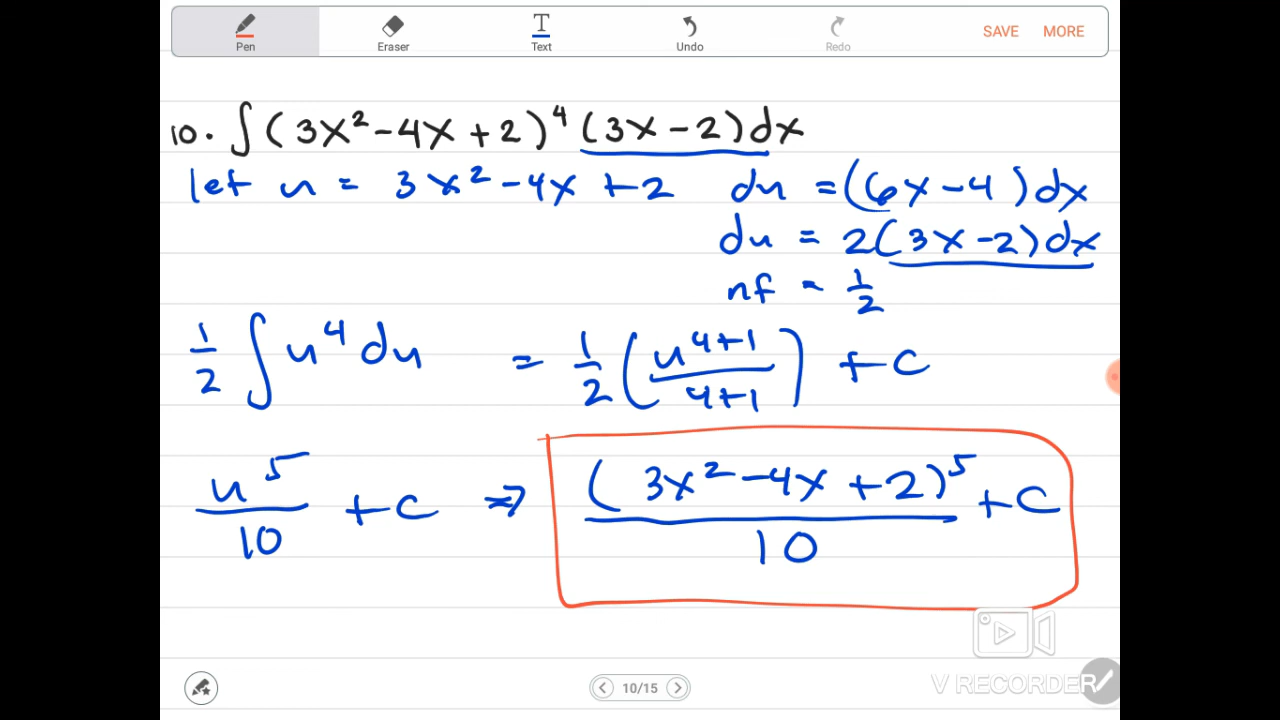 Pen Eraser Text Undo Redo SAVE MORE
10. ∫(3x²-4x+2)⁴(3x-2)dx
let u = 3x²-4x+2 du = (6x-4)dx
du = 2(3x-2)dx
nf = 1/2
1/2 ∫u⁴du = 1/2 (u⁴⁺¹/4+1) + c
u⁵/10 + c ⇒ (3x²-4x+2)⁵/10 + c
10/15
V RECORDER